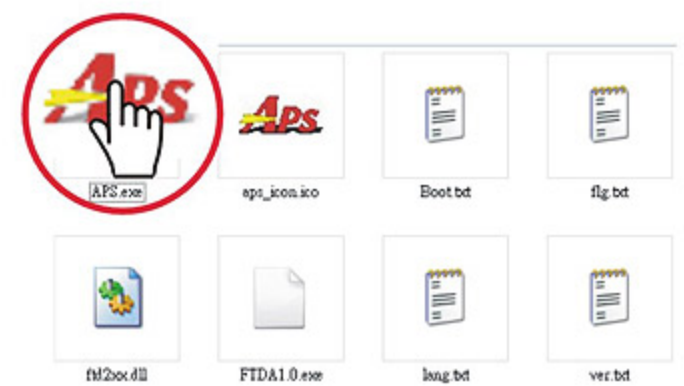 APS
APS.exe
APS
aps_icon.ico
Boot.txt
flg.txt
ftd2xx.dll
FTDA1.0.exe
lang.txt
ver.txt